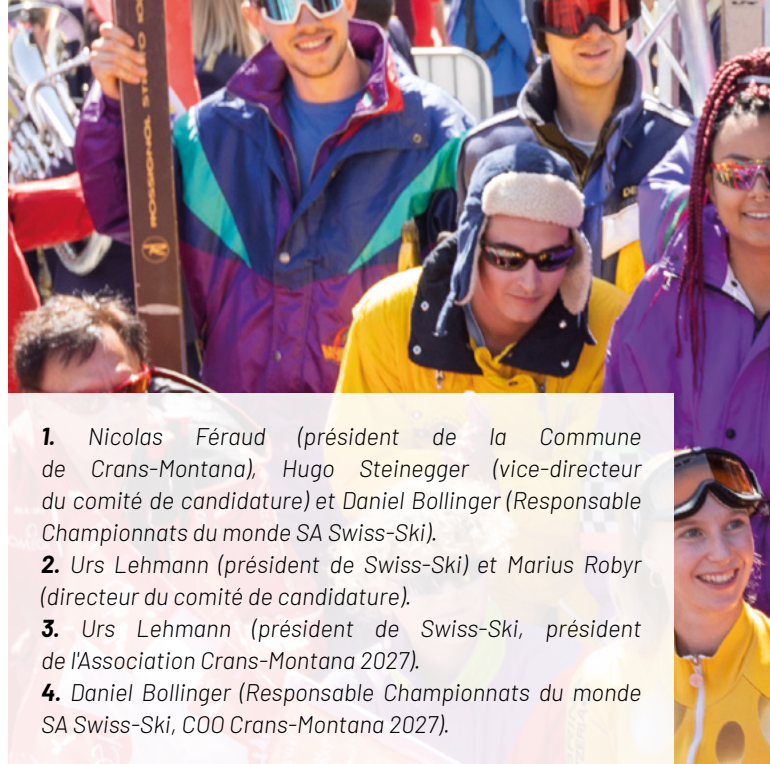 ROSSIGNOL
1. Nicolas Féraud (président de la Commune
de Crans-Montana), Hugo Steinegger (vice-directeur
du comité de candidature) et Daniel Bollinger (Responsable
Championnats du monde SA Swiss-Ski).
2. Urs Lehmann (président de Swiss-Ski) et Marius Robyr
(directeur du comité de candidature).
3. Urs Lehmann (président de Swiss-Ski, président
de l'Association Crans-Montana 2027).
4. Daniel Bollinger (Responsable Championnats du monde
SA Swiss-Ski, COO Crans-Montana 2027).